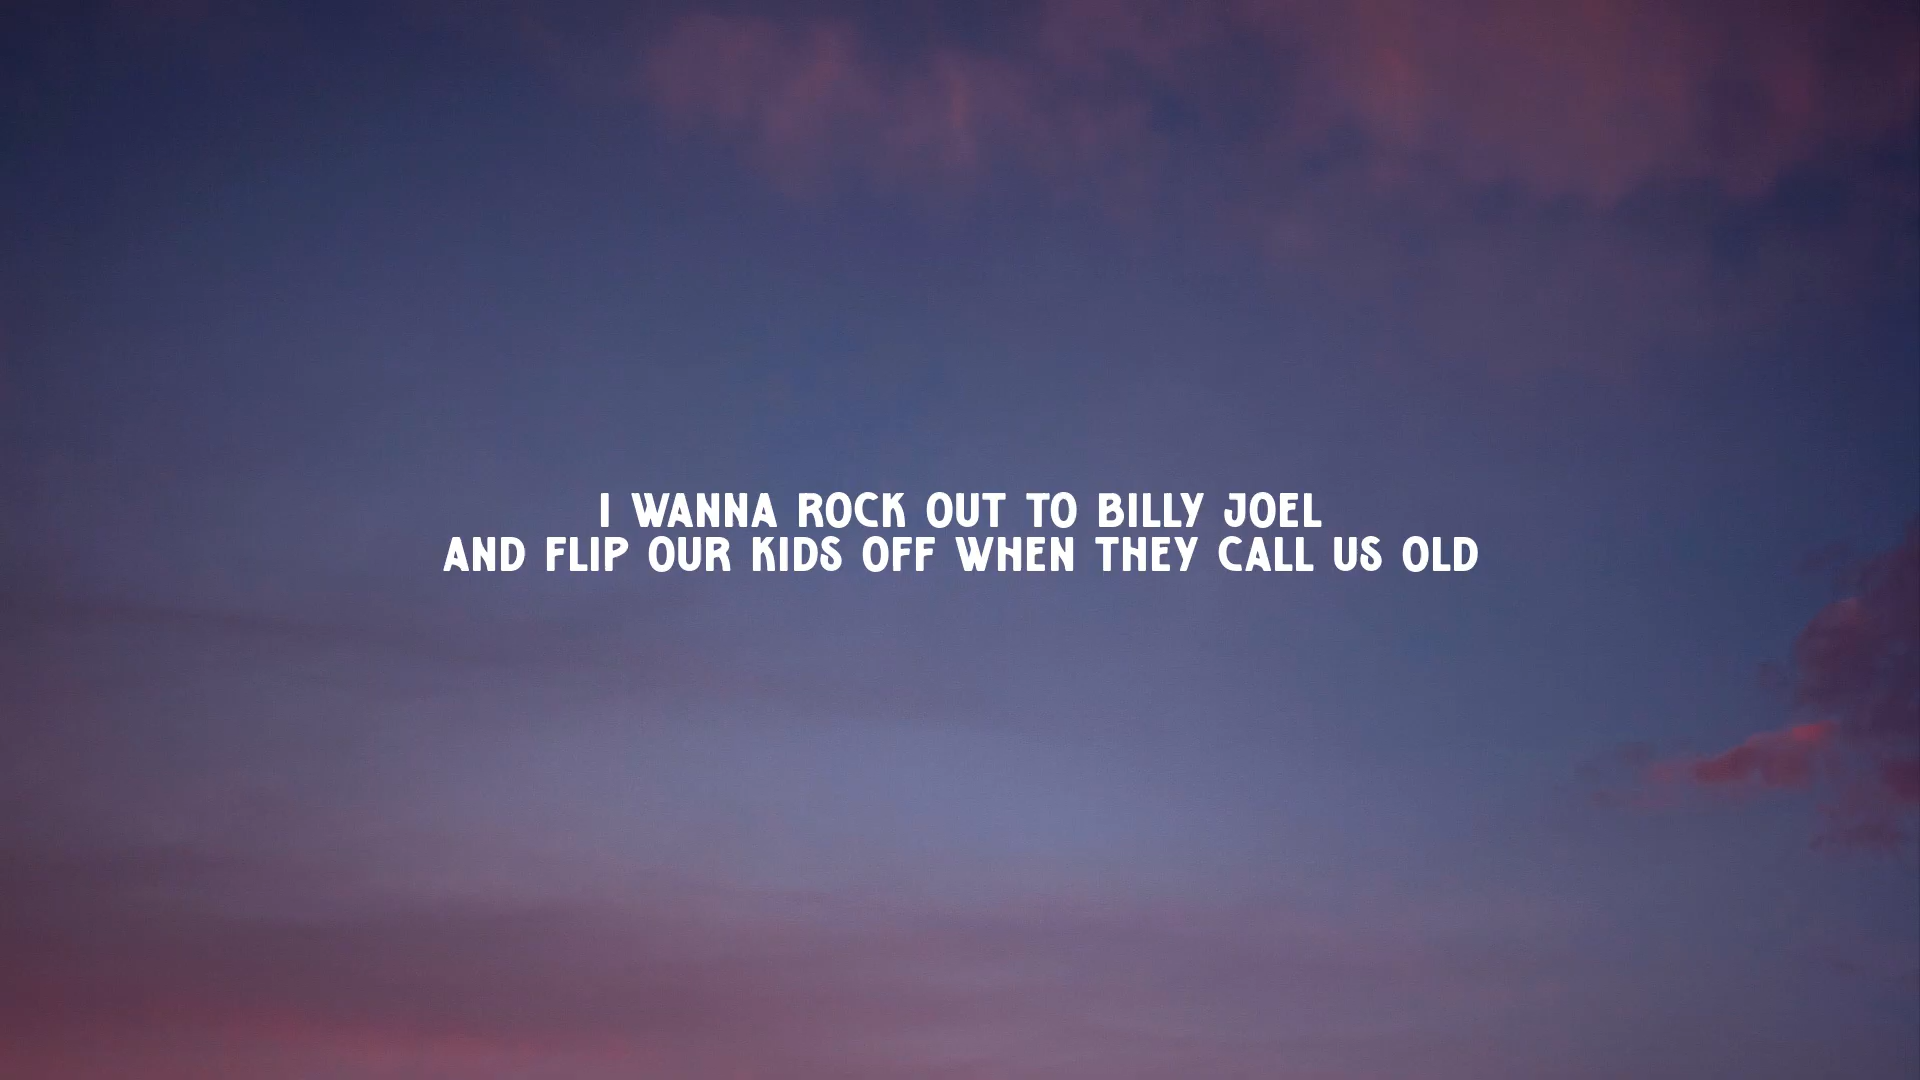 I WANNA ROCK OUT TO BILLY JOEL
AND FLIP OUR KIDS OFF WHEN THEY CALL US OLD